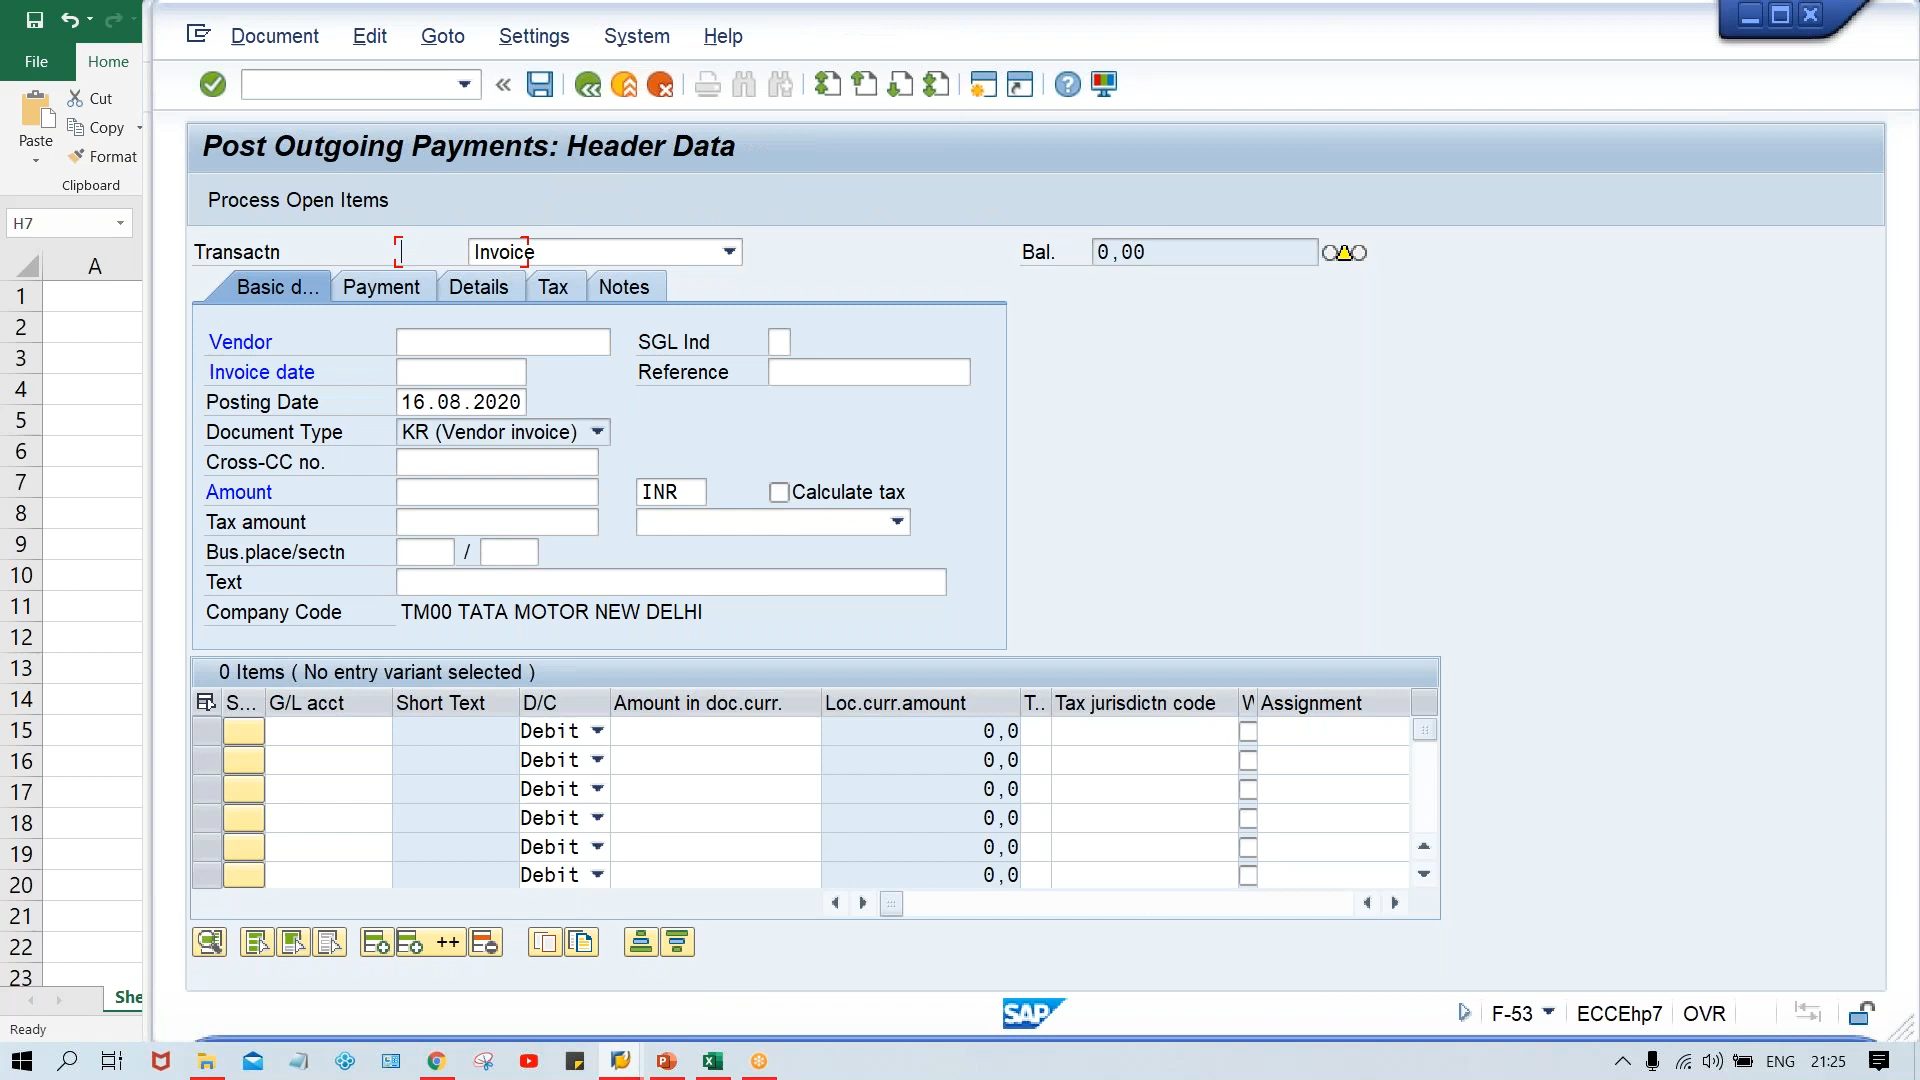 Document Edit Goto Settings System Help
File Home
Cut
Copy
Paste
Format
Clipboard
H7
A
1
2
3
4
5
6
7
8
9
10
11
12
13
14
15
16
17
18
19
20
21
22
23
She
Ready
Post Outgoing Payments: Header Data
Process Open Items
Transactn Invoice Bal. 0,00
Basic d... Payment Details Tax Notes
Vendor SGL Ind
Invoice date Reference
Posting Date 16.08.2020
Document Type KR (Vendor invoice)
Cross-CC no.
Amount INR Calculate tax
Tax amount
Bus.place/sectn /
Text
Company Code TM00 TATA MOTOR NEW DELHI
0 Items ( No entry variant selected )
S... G/L acct Short Text D/C Amount in doc.curr. Loc.curr.amount T.. Tax jurisdictn code W Assignment
Debit 0,0
Debit 0,0
Debit 0,0
Debit 0,0
Debit 0,0
Debit 0,0
++
SAP F-53 ECCEhp7 OVR
ENG 21:25